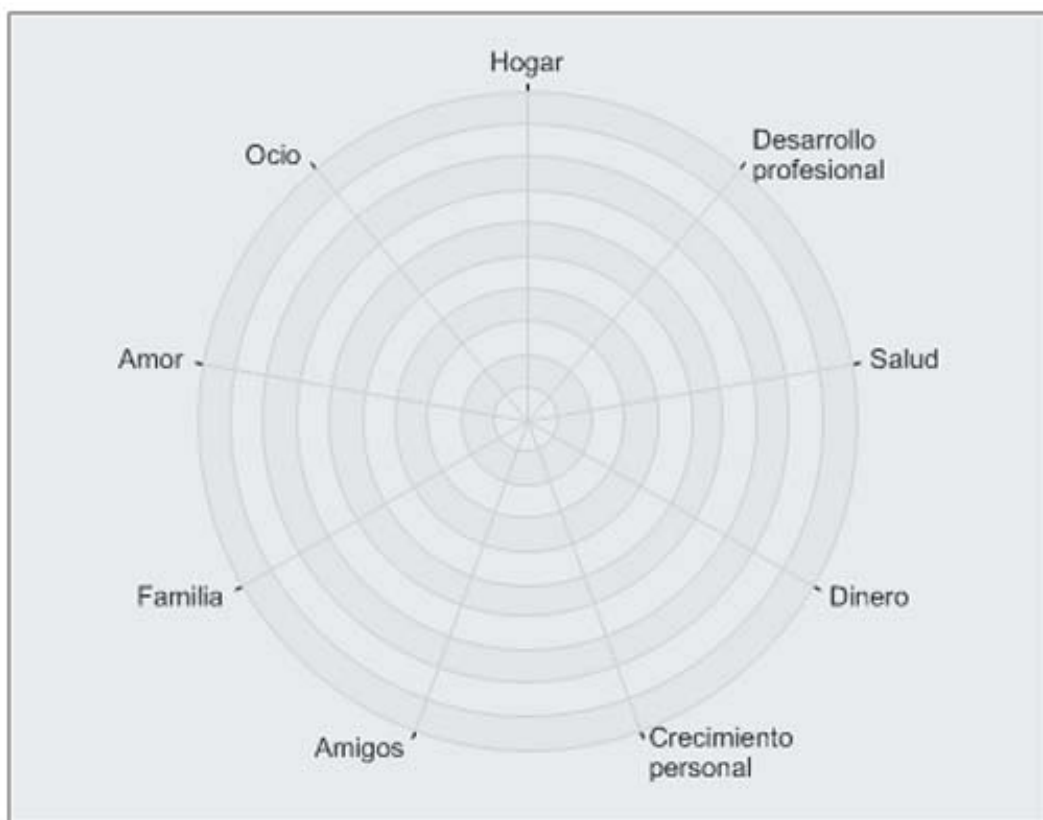 Hogar
Desarrollo
profesional
Salud
Dinero
Crecimiento
personal
Amigos
Familia
Amor
Ocio